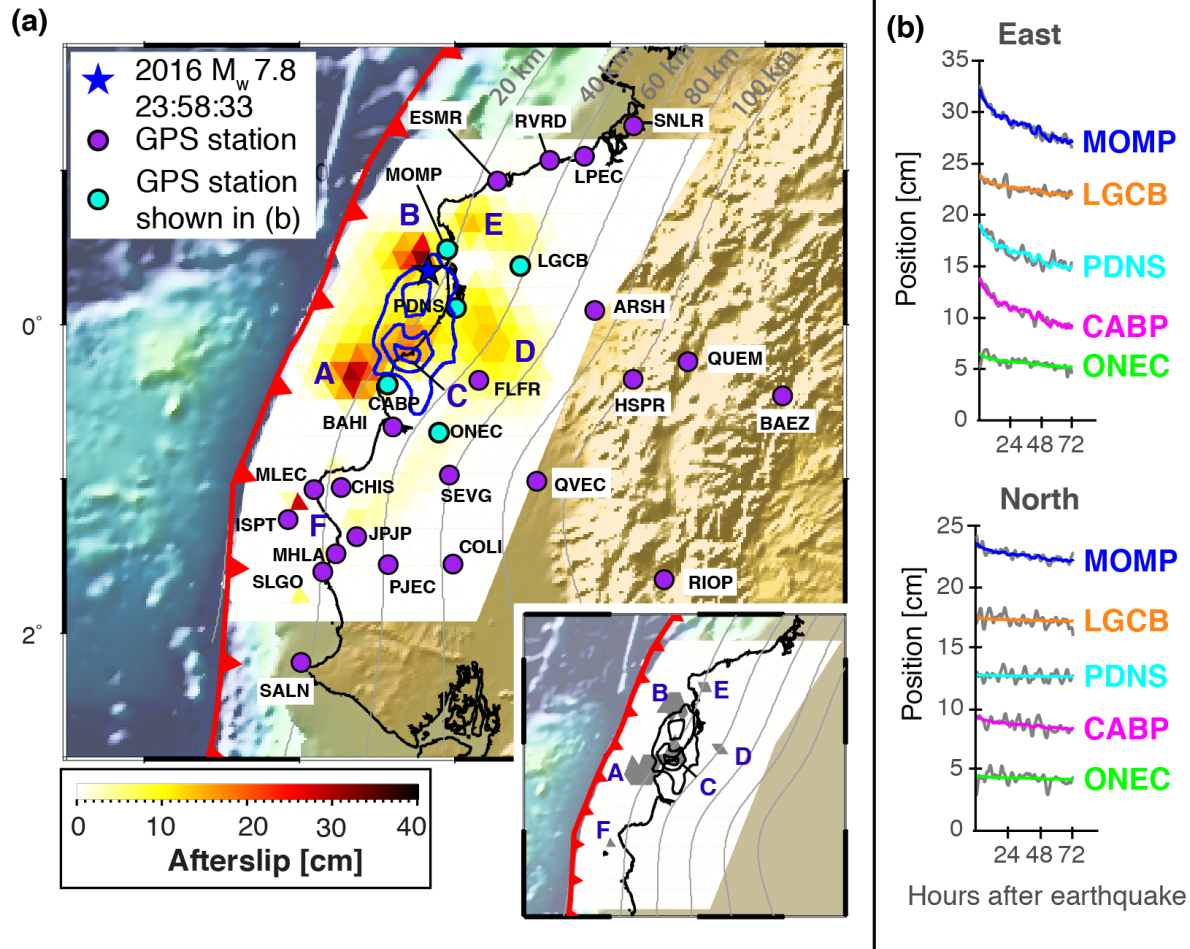 (a)
2016 Mw 7.8
23:58:33
GPS station
GPS station
shown in (b)
20 km
40 km
60 km
80 km
100 km
ESMR
RVRD
SNLR
LPEC
MOMP
B
E
LGCB
PDNS
ARSH
0°
D
QUEM
A
C
FLFR
HSPR
BAEZ
CABP
BAHI
ONEC
MLEC
CHIS
SEVG
QVEC
ISPT
F
JPJP
MHLA
COLI
SLGO
PJEC
RIOP
2°
SALN
B
E
A
D
C
F
0 10 20 30 40
Afterslip [cm]
(b)
East
35
30
25
20
15
10
5
0
Position [cm]
MOMP
LGCB
PDNS
CABP
ONEC
24 48 72
North
25
20
15
10
5
0
Position [cm]
MOMP
LGCB
PDNS
CABP
ONEC
24 48 72
Hours after earthquake